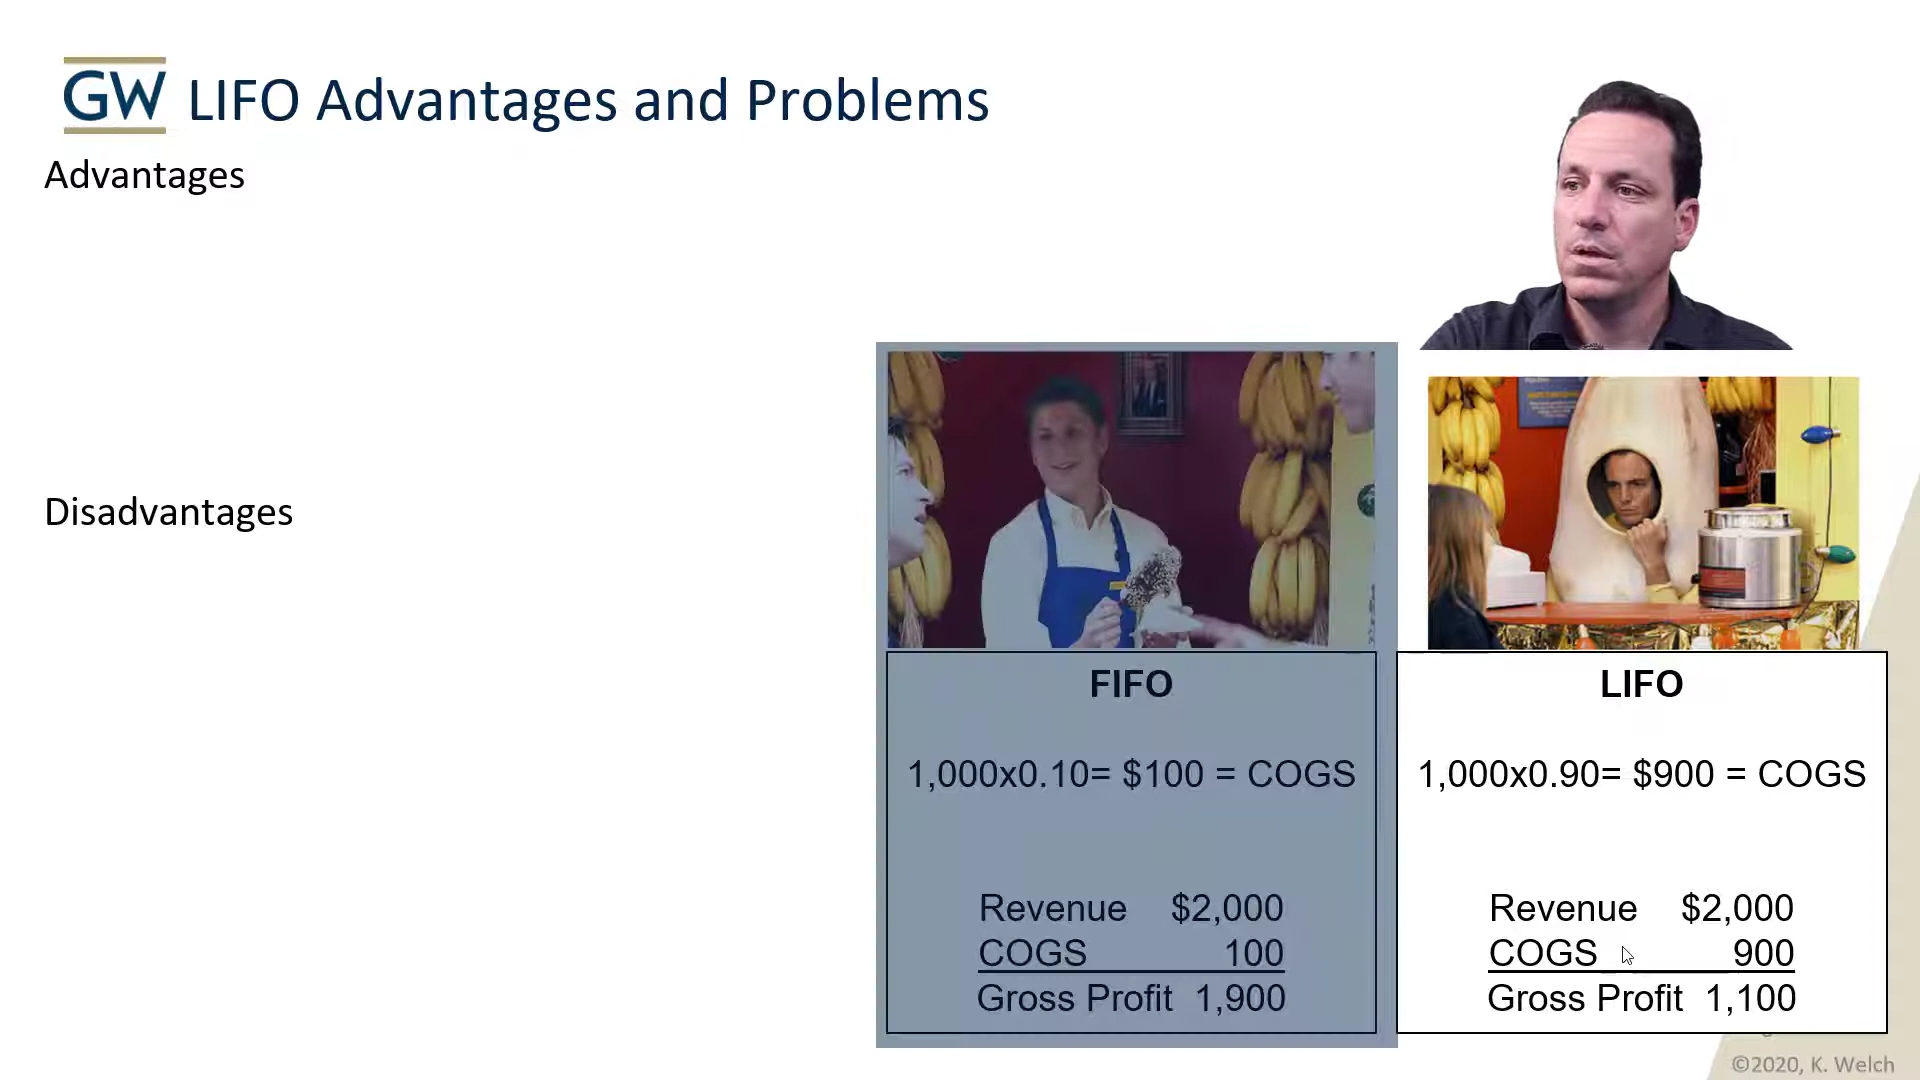 GW LIFO Advantages and Problems
Advantages
Disadvantages
FIFO
1,000x0.10= $100 = COGS
Revenue $2,000
COGS 100
Gross Profit 1,900
LIFO
1,000x0.90= $900 = COGS
Revenue $2,000
COGS 900
Gross Profit 1,100
©2020, K. Welch